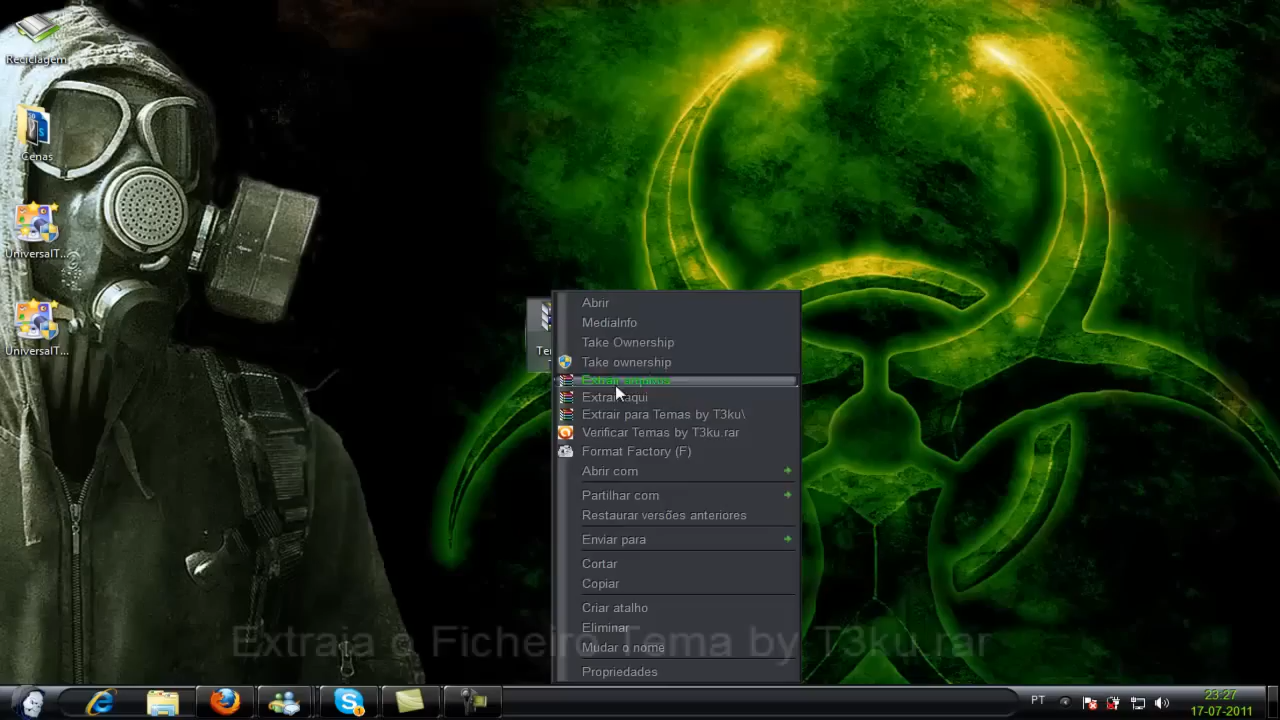 Reciclagem
Cenas
UniversalT...
UniversalT...
Abrir
MediaInfo
Take Ownership
Take ownership
Extrair arquivos
Extrair aqui
Extrair para Temas by T3ku\
Verificar Temas by T3ku.rar
Format Factory (F)
Abrir com
Partilhar com
Restaurar versões anteriores
Enviar para
Cortar
Copiar
Criar atalho
Eliminar
Mudar o nome
Propriedades
Extraia o Ficheiro Tema by T3ku.rar
PT
23:27
17-07-2011